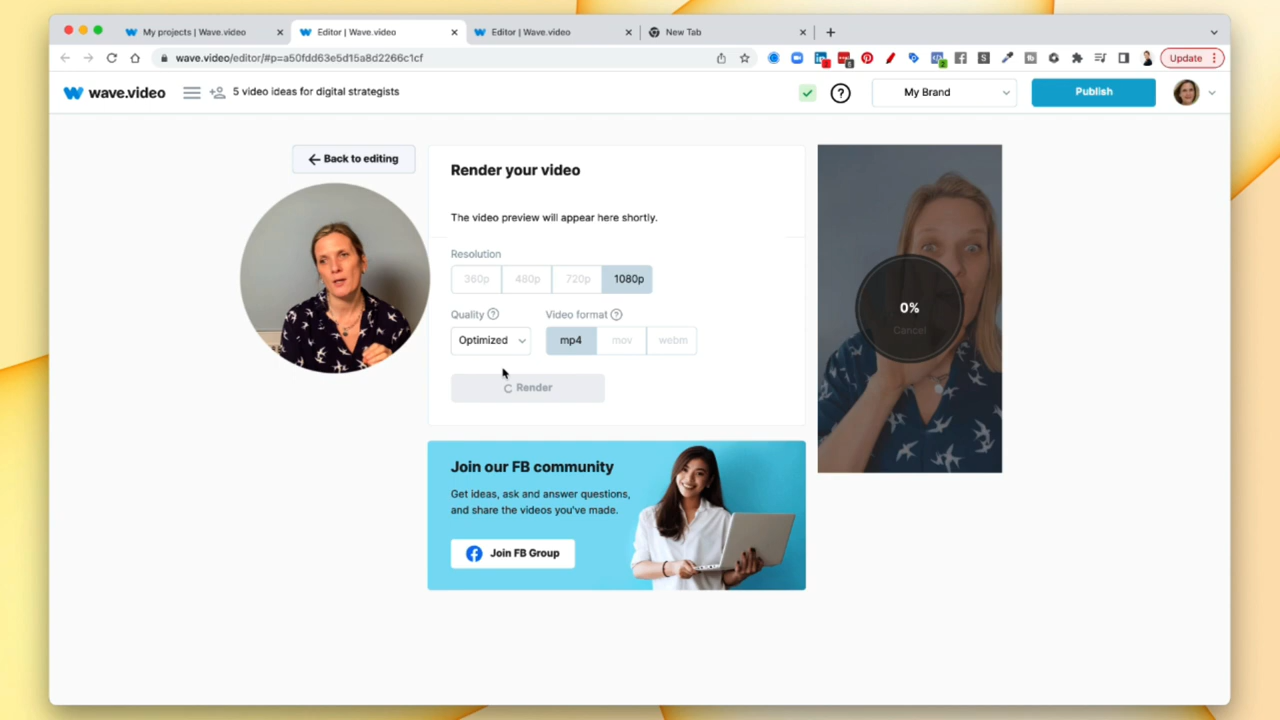 My projects | Wave.video
Editor | Wave.video
Editor | Wave.video
New Tab
wave.video/editor/#p=a50fdd63e5d15a8d2266c1cf
Update
wave.video
5 video ideas for digital strategists
My Brand
Publish
Back to editing
Render your video
The video preview will appear here shortly.
Resolution
360p 480p 720p 1080p
Quality ? Video format ?
Optimized mp4 mov webm
Render
0%
Cancel
Join our FB community
Get ideas, ask and answer questions,
and share the videos you've made.
Join FB Group